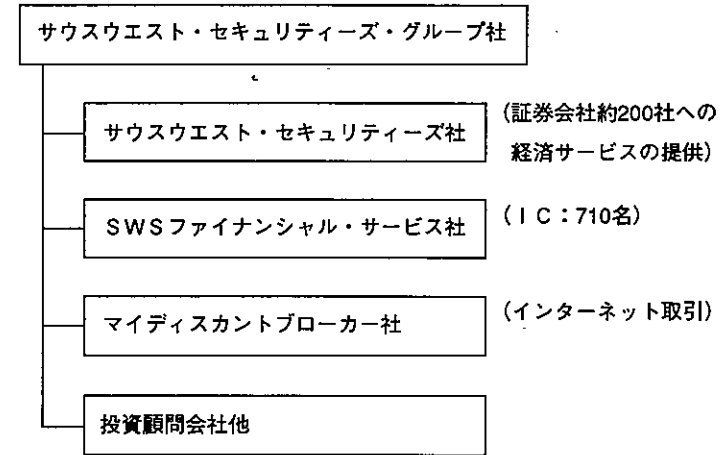 サウスウエスト・セキュリティーズ・グループ社
サウスウエスト・セキュリティーズ社
(証券会社約200社への
経済サービスの提供)
SWSファイナンシャル・サービス社
(IC:710名)
マイディスカントブローカー社
(インターネット取引)
投資顧問会社他